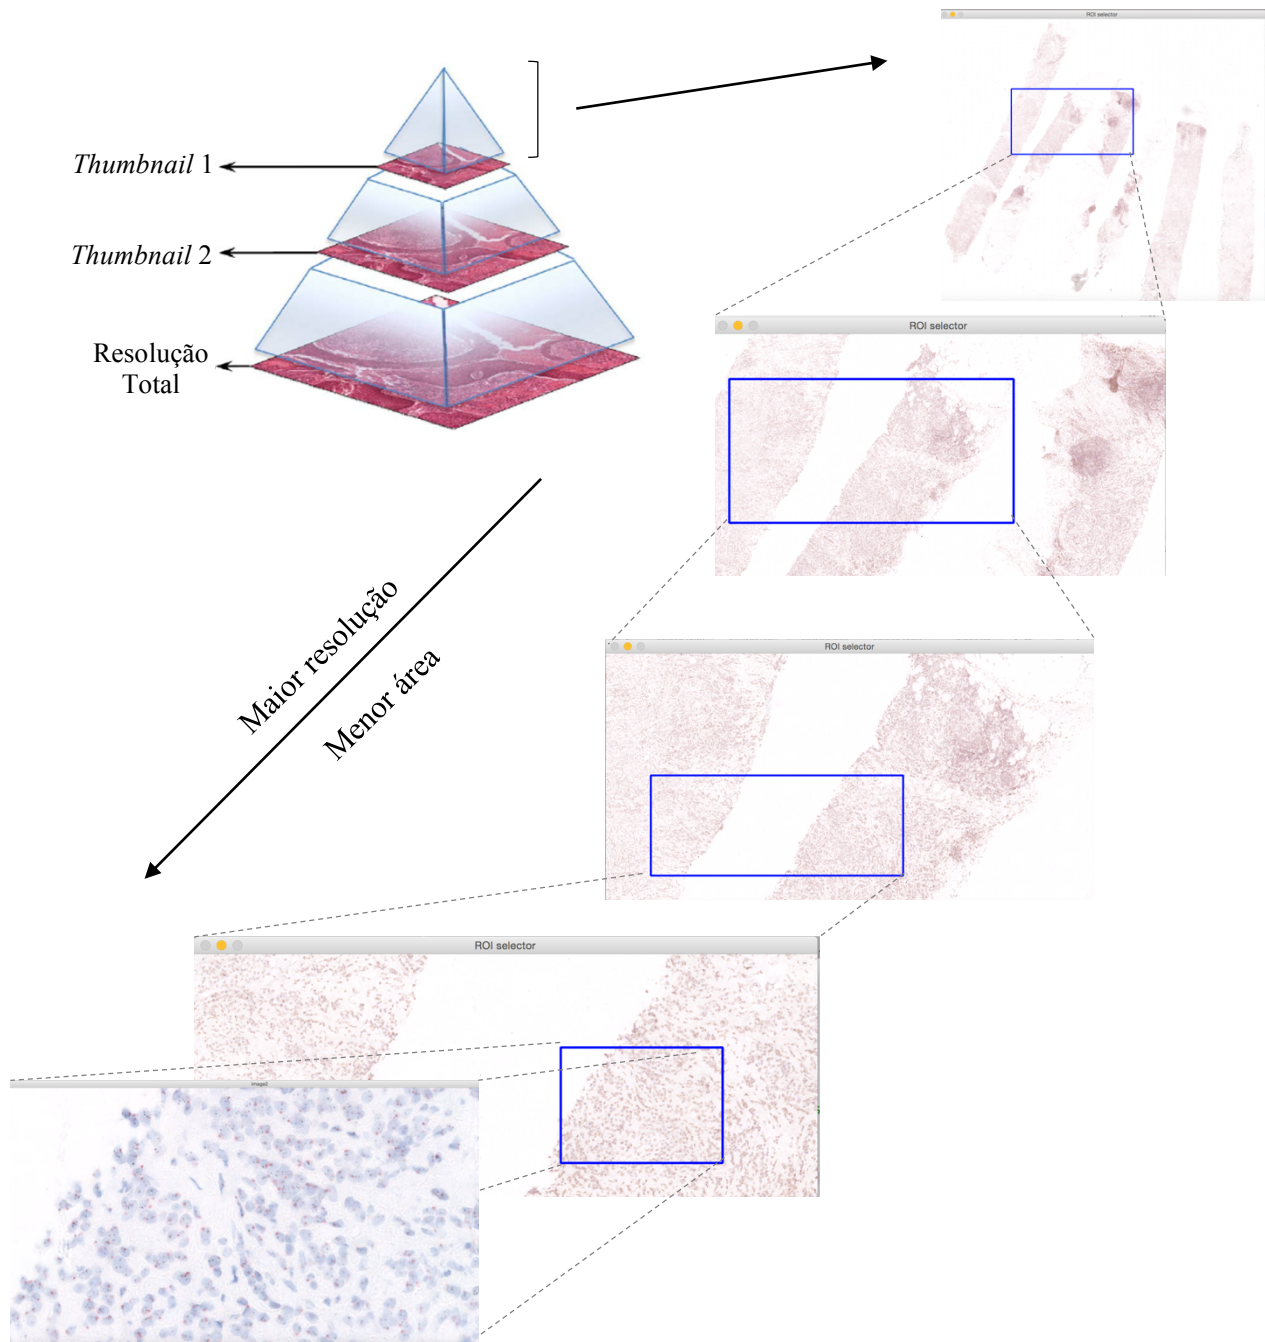 ROI selector
Thumbnail 1
Thumbnail 2
Resolução
Total
ROI selector
Maior resolução
Menor área
ROI selector
ROI selector